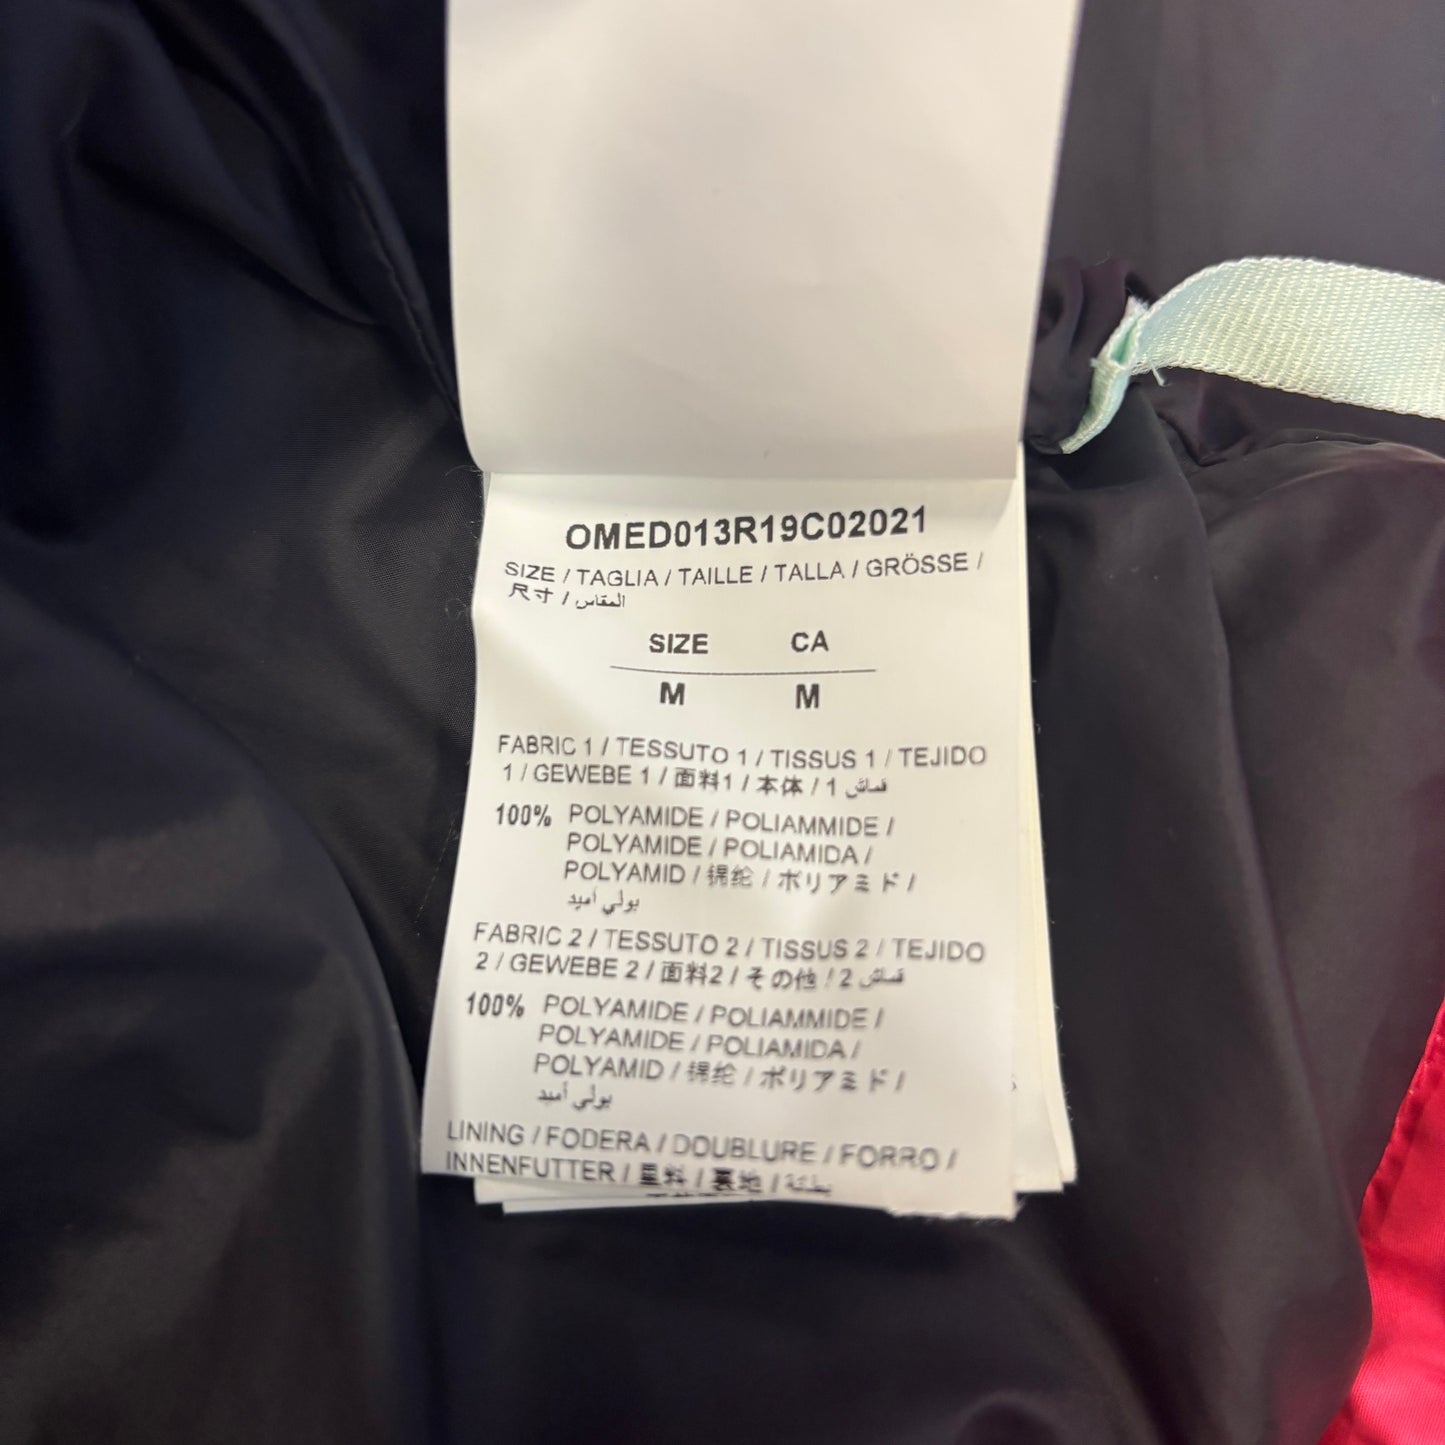 OMED013R19C02021
SIZE / TAGLIA / TAILLE / TALLA / GRÖSSE /
尺寸 / المقاس
SIZE CA
M M
FABRIC 1 / TESSUTO 1 / TISSUS 1 / TEJIDO
1 / GEWEBE 1 / 面料1 / 本体 / 1 قماش
100% POLYAMIDE / POLIAMMIDE /
POLYAMIDE / POLIAMIDA /
POLYAMID / 锦纶 / ポリアミド /
بولي أميد
FABRIC 2 / TESSUTO 2 / TISSUS 2 / TEJIDO
2 / GEWEBE 2 / 面料2 / その他 / 2 قماش
100% POLYAMIDE / POLIAMMIDE /
POLYAMIDE / POLIAMIDA /
POLYAMID / 锦纶 / ポリアミド /
بولي أميد
LINING / FODERA / DOUBLURE / FORRO /
INNENFUTTER / 里料 / 裏地 / بطانة